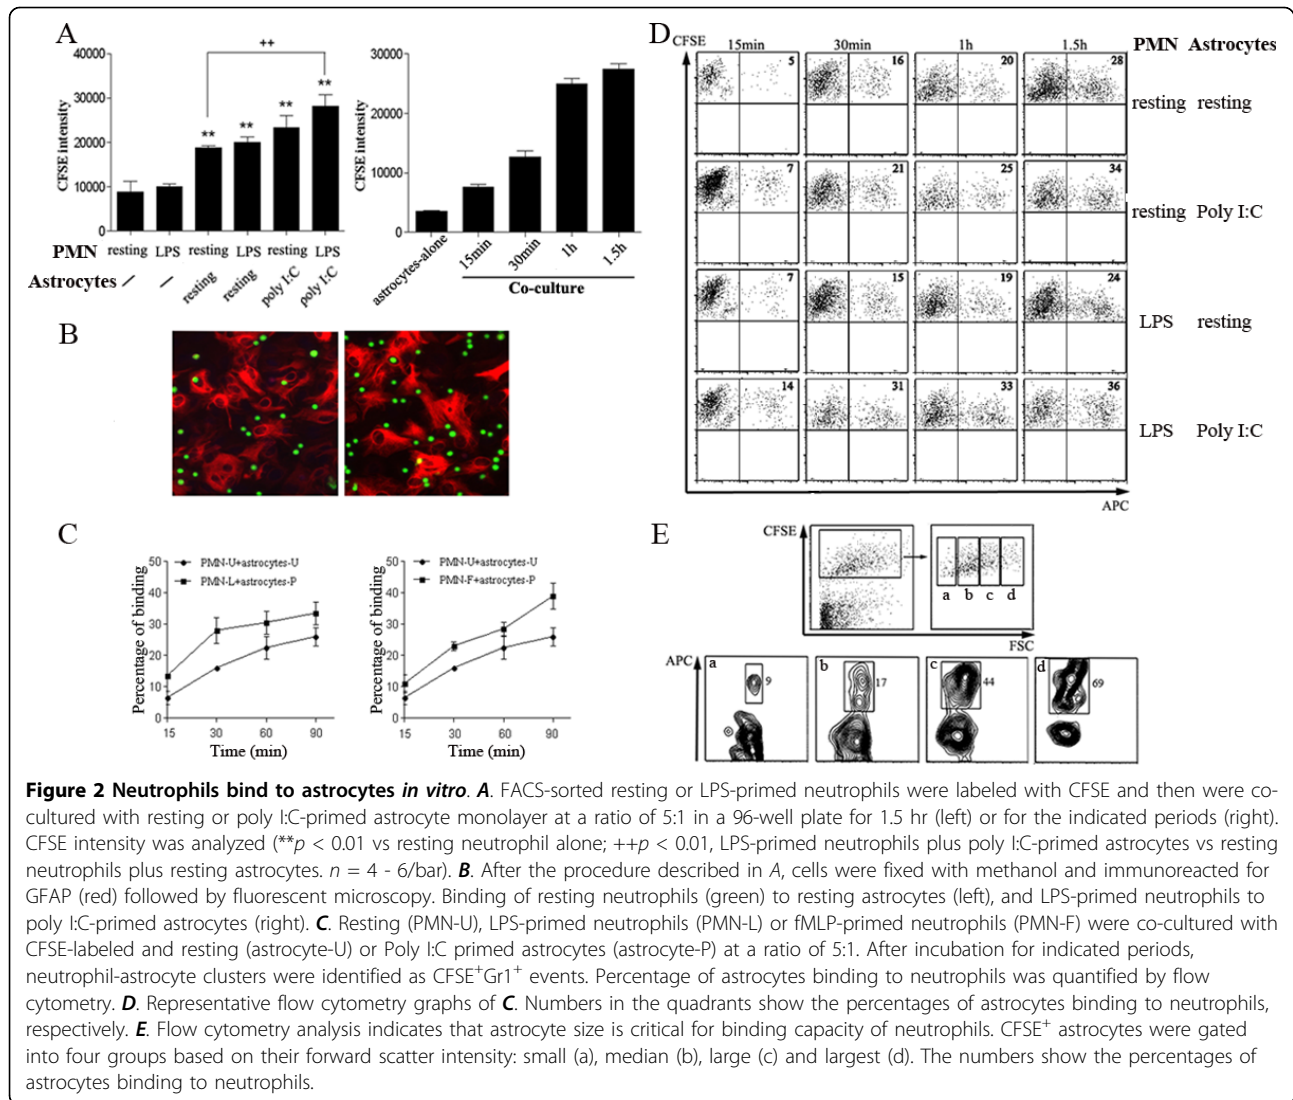 A
40000
30000
20000
10000
0
CFSE intensity
++
**
**
**
**
PMN resting LPS resting LPS resting LPS
Astrocytes / / resting resting poly I:C poly I:C
30000
20000
10000
0
CFSE intensity
astrocytes-alone 15min 30min 1h 1.5h
Co-culture
B
C
Percentage of binding
50
40
30
20
10
0
PMN-U+astrocytes-U
PMN-L+astrocytes-P
15 30 60 90
Time (min)
Percentage of binding
50
40
30
20
10
0
PMN-U+astrocytes-U
PMN-F+astrocytes-P
15 30 60 90
Time (min)
D
CFSE 15min 30min 1h 1.5h PMN Astrocytes
5 16 20 28
resting resting
7 21 25 34
resting Poly I:C
7 15 19 24
LPS resting
14 31 33 36
LPS Poly I:C
APC
E
CFSE
a b c d
FSC
APC
a 9
b 17
c 44
d 69
Figure 2 Neutrophils bind to astrocytes in vitro. A. FACS-sorted resting or LPS-primed neutrophils were labeled with CFSE and then were co-
cultured with resting or poly I:C-primed astrocyte monolayer at a ratio of 5:1 in a 96-well plate for 1.5 hr (left) or for the indicated periods (right).
CFSE intensity was analyzed (**p < 0.01 vs resting neutrophil alone; ++p < 0.01, LPS-primed neutrophils plus poly I:C-primed astrocytes vs resting
neutrophils plus resting astrocytes. n = 4 - 6/bar). B. After the procedure described in A, cells were fixed with methanol and immunoreacted for
GFAP (red) followed by fluorescent microscopy. Binding of resting neutrophils (green) to resting astrocytes (left), and LPS-primed neutrophils to
poly I:C-primed astrocytes (right). C. Resting (PMN-U), LPS-primed neutrophils (PMN-L) or fMLP-primed neutrophils (PMN-F) were co-cultured with
CFSE-labeled and resting (astrocyte-U) or Poly I:C primed astrocytes (astrocyte-P) at a ratio of 5:1. After incubation for indicated periods,
neutrophil-astrocyte clusters were identified as CFSE+Gr1+ events. Percentage of astrocytes binding to neutrophils was quantified by flow
cytometry. D. Representative flow cytometry graphs of C. Numbers in the quadrants show the percentages of astrocytes binding to neutrophils,
respectively. E. Flow cytometry analysis indicates that astrocyte size is critical for binding capacity of neutrophils. CFSE+ astrocytes were gated
into four groups based on their forward scatter intensity: small (a), median (b), large (c) and largest (d). The numbers show the percentages of
astrocytes binding to neutrophils.